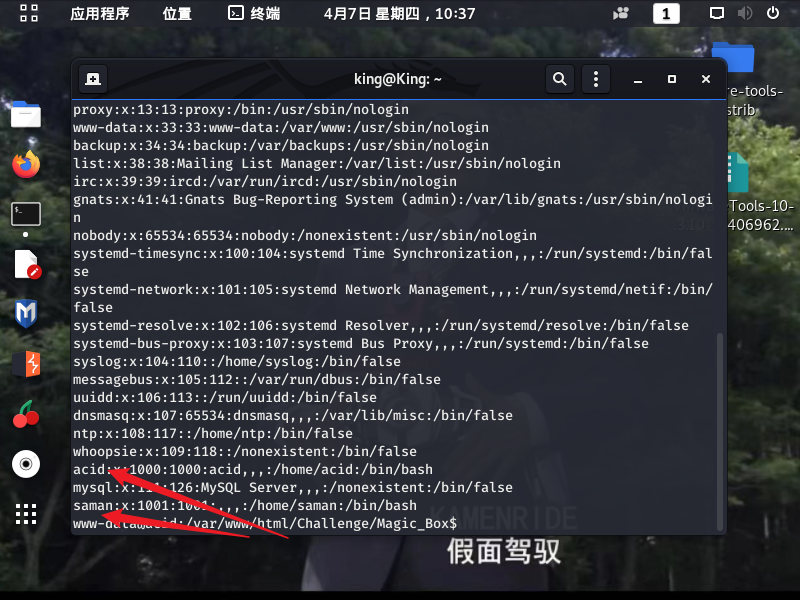 应用程序 位置 终端 4月7日 星期四，10:37 1
king@King: ~
proxy:x:13:13:proxy:/bin:/usr/sbin/nologin
www-data:x:33:33:www-data:/var/www:/usr/sbin/nologin
backup:x:34:34:backup:/var/backups:/usr/sbin/nologin
list:x:38:38:Mailing List Manager:/var/list:/usr/sbin/nologin
irc:x:39:39:ircd:/var/run/ircd:/usr/sbin/nologin
gnats:x:41:41:Gnats Bug-Reporting System (admin):/var/lib/gnats:/usr/sbin/nologi
n
nobody:x:65534:65534:nobody:/nonexistent:/usr/sbin/nologin
systemd-timesync:x:100:104:systemd Time Synchronization,,,:/run/systemd:/bin/fal
se
systemd-network:x:101:105:systemd Network Management,,,:/run/systemd/netif:/bin/
false
systemd-resolve:x:102:106:systemd Resolver,,,:/run/systemd/resolve:/bin/false
systemd-bus-proxy:x:103:107:systemd Bus Proxy,,,:/run/systemd:/bin/false
syslog:x:104:110::/home/syslog:/bin/false
messagebus:x:105:112::/var/run/dbus:/bin/false
uuidd:x:106:113::/run/uuidd:/bin/false
dnsmasq:x:107:65534:dnsmasq,,,:/var/lib/misc:/bin/false
ntp:x:108:117::/home/ntp:/bin/false
whoopsie:x:109:118::/nonexistent:/bin/false
acid:x:1000:1000:acid,,,:/home/acid:/bin/bash
mysql:x:111:126:MySQL Server,,,:/nonexistent:/bin/false
saman:x:1001:1001:,,,:/home/saman:/bin/bash
www-data@acid:/var/www/html/Challenge/Magic_Box$
re-tools-
strib
Tools-10-
406962....
KAMENRIDE
假面驾驭